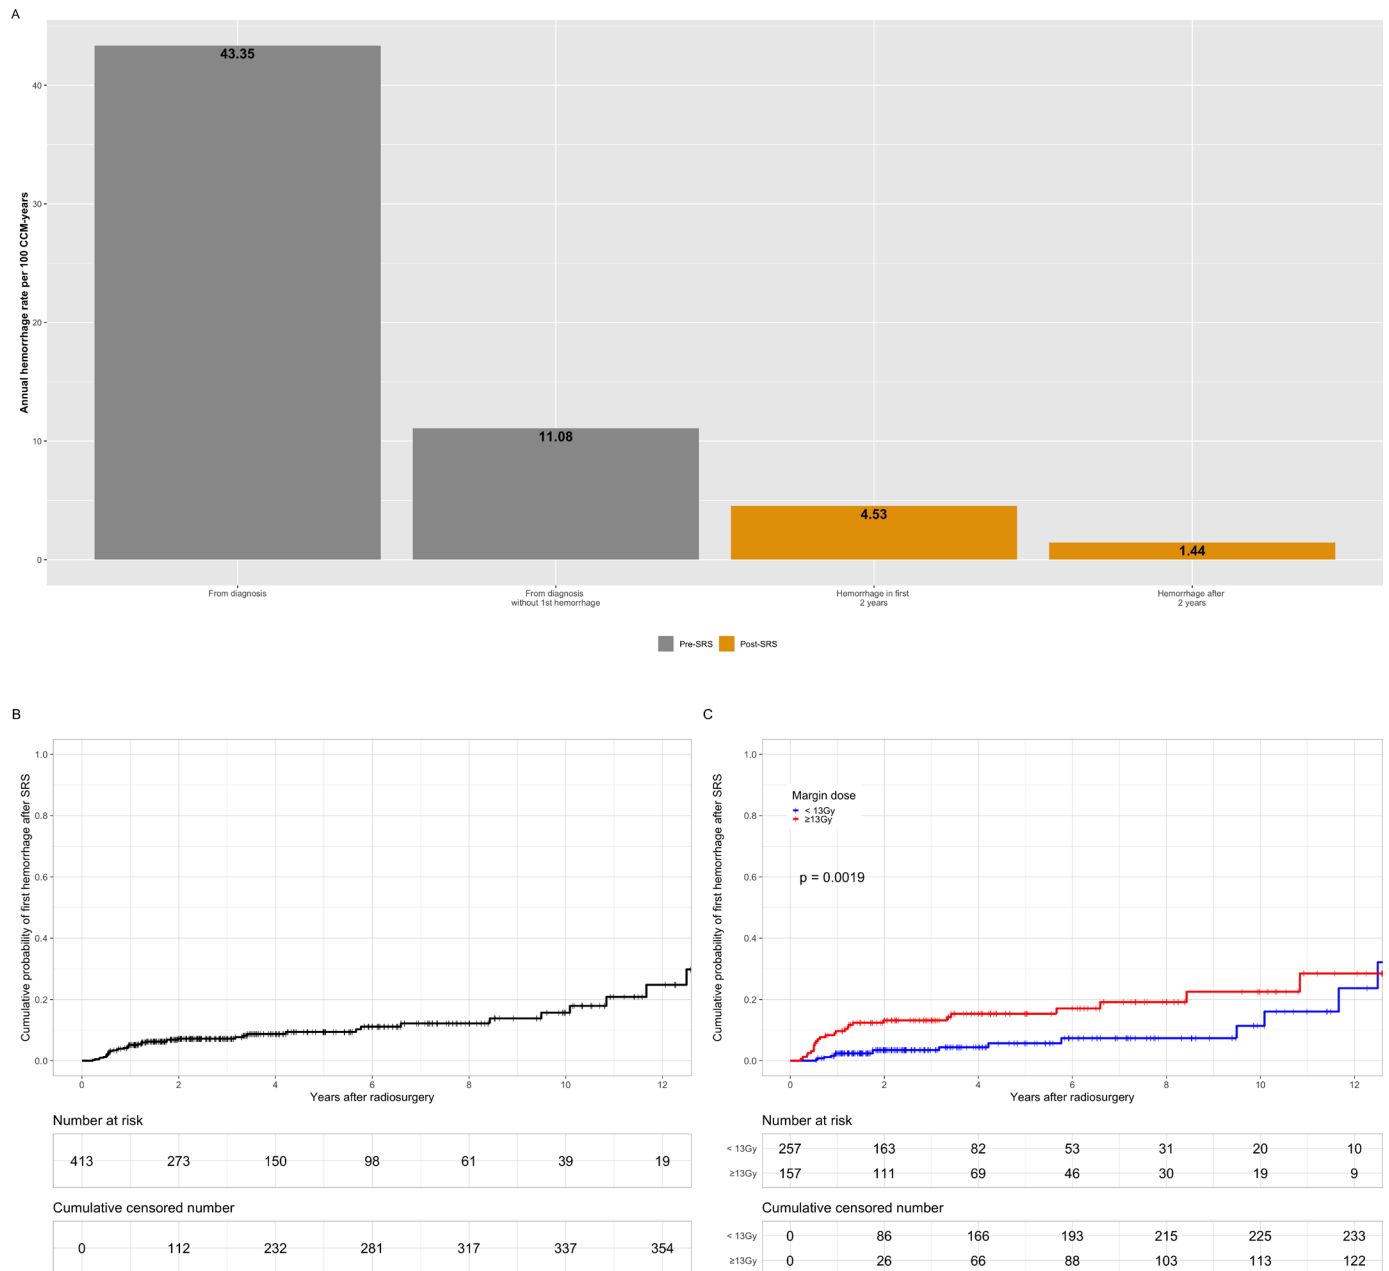 A
Annual hemorrhage rate per 100 CCM-years
40
30
20
10
0
43.35
11.08
4.53
1.44
From diagnosis
From diagnosis
without 1st hemorrhage
Hemorrhage in first
2 years
Hemorrhage after
2 years
Pre-SRS
Post-SRS
B
Cumulative probability of first hemorrhage after SRS
1.0
0.8
0.6
0.4
0.2
0.0
0 2 4 6 8 10 12
Years after radiosurgery
Number at risk
413 273 150 98 61 39 19
Cumulative censored number
0 112 232 281 317 337 354
C
Cumulative probability of first hemorrhage after SRS
1.0
0.8
0.6
0.4
0.2
0.0
Margin dose
< 13Gy
≥13Gy
p = 0.0019
0 2 4 6 8 10 12
Years after radiosurgery
Number at risk
< 13Gy 257 163 82 53 31 20 10
≥13Gy 157 111 69 46 30 19 9
Cumulative censored number
< 13Gy 0 86 166 193 215 225 233
≥13Gy 0 26 66 88 103 113 122